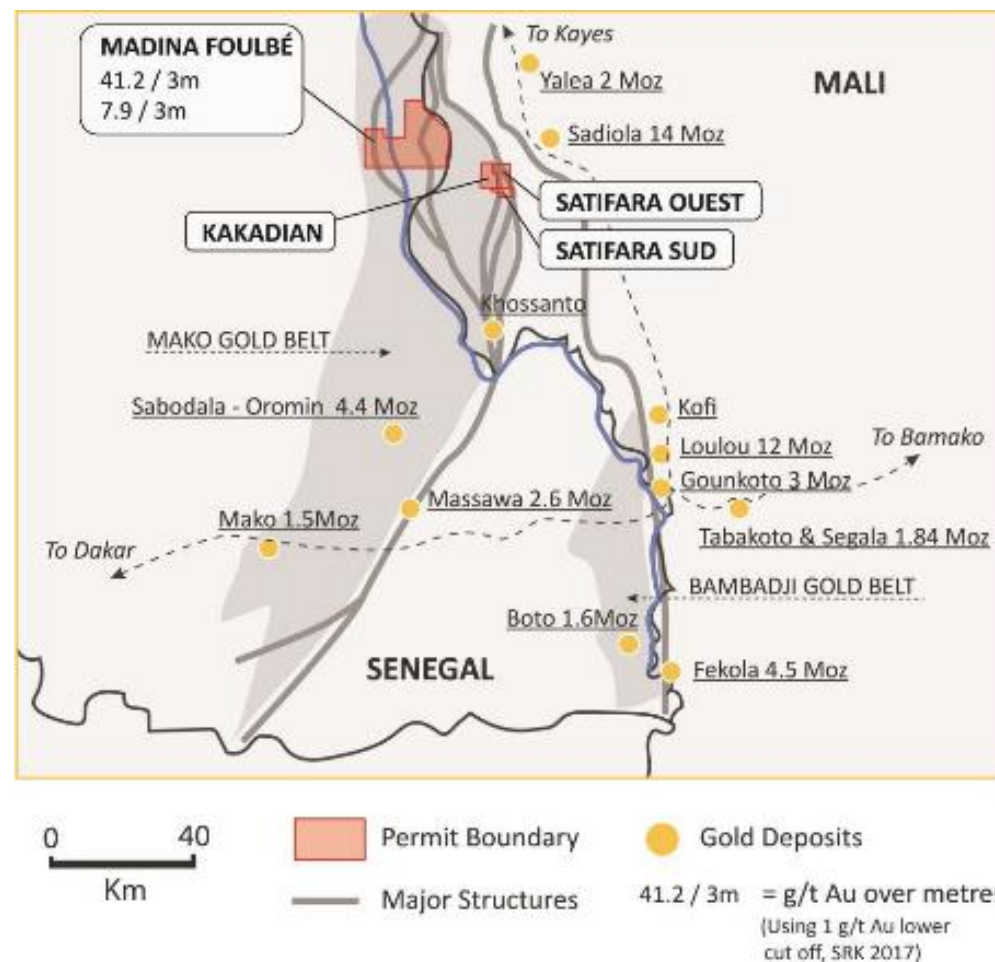 MADINA FOULBÉ
41.2 / 3m
7.9 / 3m
To Kayes
Yalea 2 Moz
MALI
Sadiola 14 Moz
SATIFARA OUEST
KAKADIAN
SATIFARA SUD
Khossanto
MAKO GOLD BELT
Sabodala - Oromin 4.4 Moz
Kofi
To Bamako
Loulou 12 Moz
Gounkoto 3 Moz
Massawa 2.6 Moz
Mako 1.5Moz
Tabakoto & Segala 1.84 Moz
To Dakar
BAMBADJI GOLD BELT
Boto 1.6Moz
SENEGAL
Fekola 4.5 Moz
0 40
Km
Permit Boundary
Gold Deposits
Major Structures
41.2 / 3m = g/t Au over metre
(Using 1 g/t Au lower
cut off, SRK 2017)